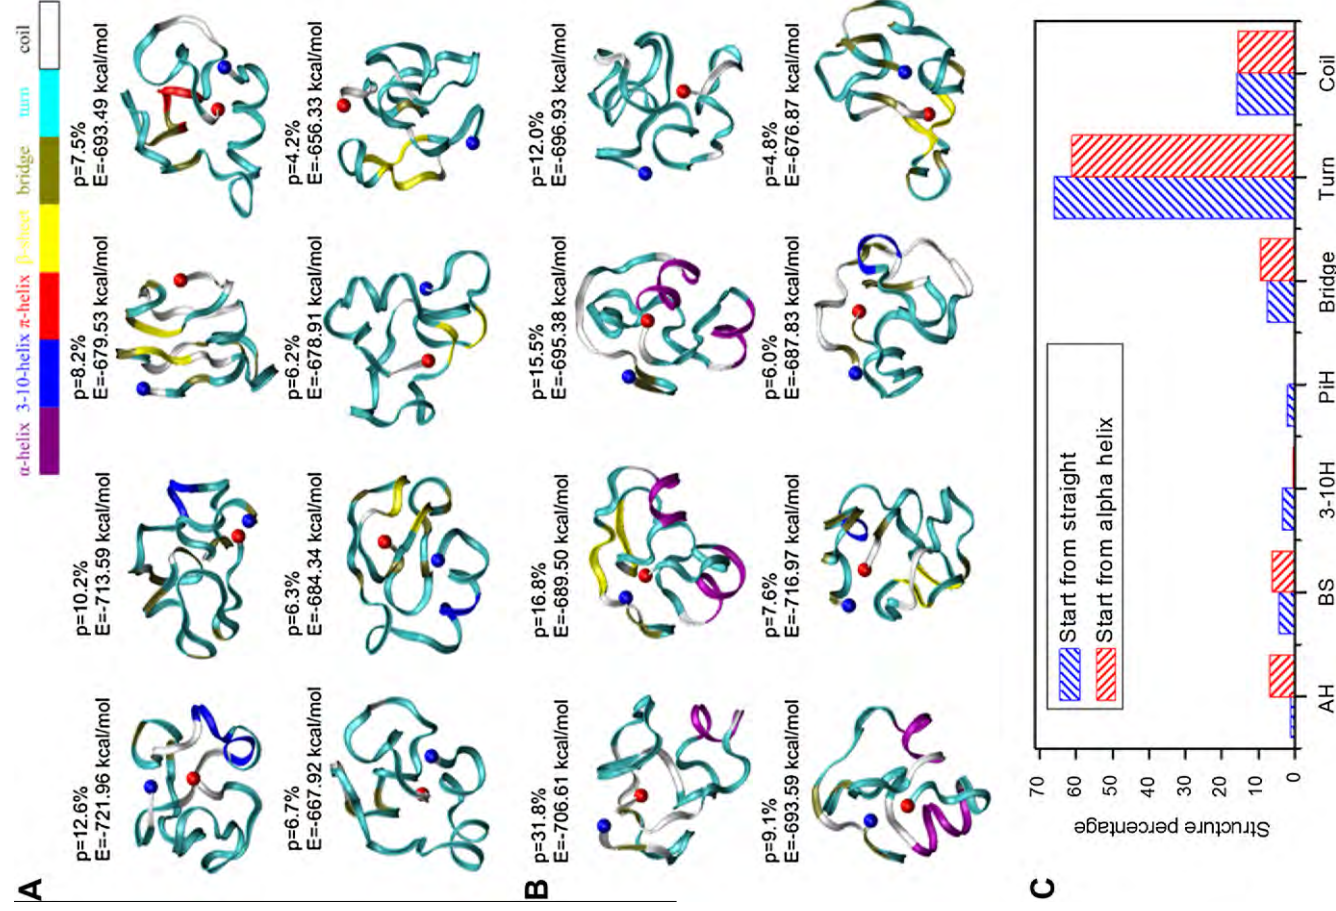 A
α-helix 3-10-helix π-helix β-sheet bridge turn coil
p=12.6%
E=-721.96 kcal/mol
p=10.2%
E=-713.59 kcal/mol
p=8.2%
E=-679.53 kcal/mol
p=7.5%
E=-693.49 kcal/mol
p=6.7%
E=-667.92 kcal/mol
p=6.3%
E=-684.34 kcal/mol
p=6.2%
E=-678.91 kcal/mol
p=4.2%
E=-656.33 kcal/mol
B
p=31.8%
E=-706.61 kcal/mol
p=16.8%
E=-689.50 kcal/mol
p=15.5%
E=-695.38 kcal/mol
p=12.0%
E=-696.93 kcal/mol
p=9.1%
E=-693.59 kcal/mol
p=7.6%
E=-716.97 kcal/mol
p=6.0%
E=-687.83 kcal/mol
p=4.8%
E=-676.87 kcal/mol
C
Structure percentage
70
60
50
40
30
20
10
0
Start from straight
Start from alpha helix
AH BS 3-10H PiH Bridge Turn Coil